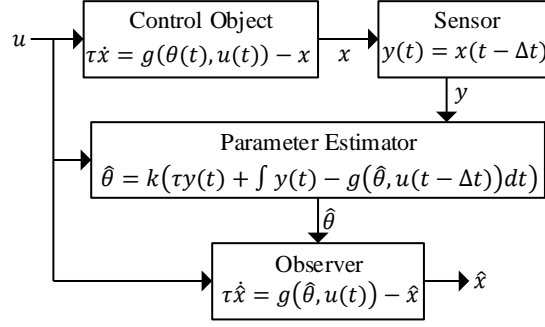 u
Control Object
τẋ = g(θ(t), u(t)) − x
x
Sensor
y(t) = x(t − Δt)
y
Parameter Estimator
θ̂ = k(τy(t) + ∫ y(t) − g(θ̂, u(t − Δt))dt)
θ̂
Observer
τx̂̇ = g(θ̂, u(t)) − x̂
x̂